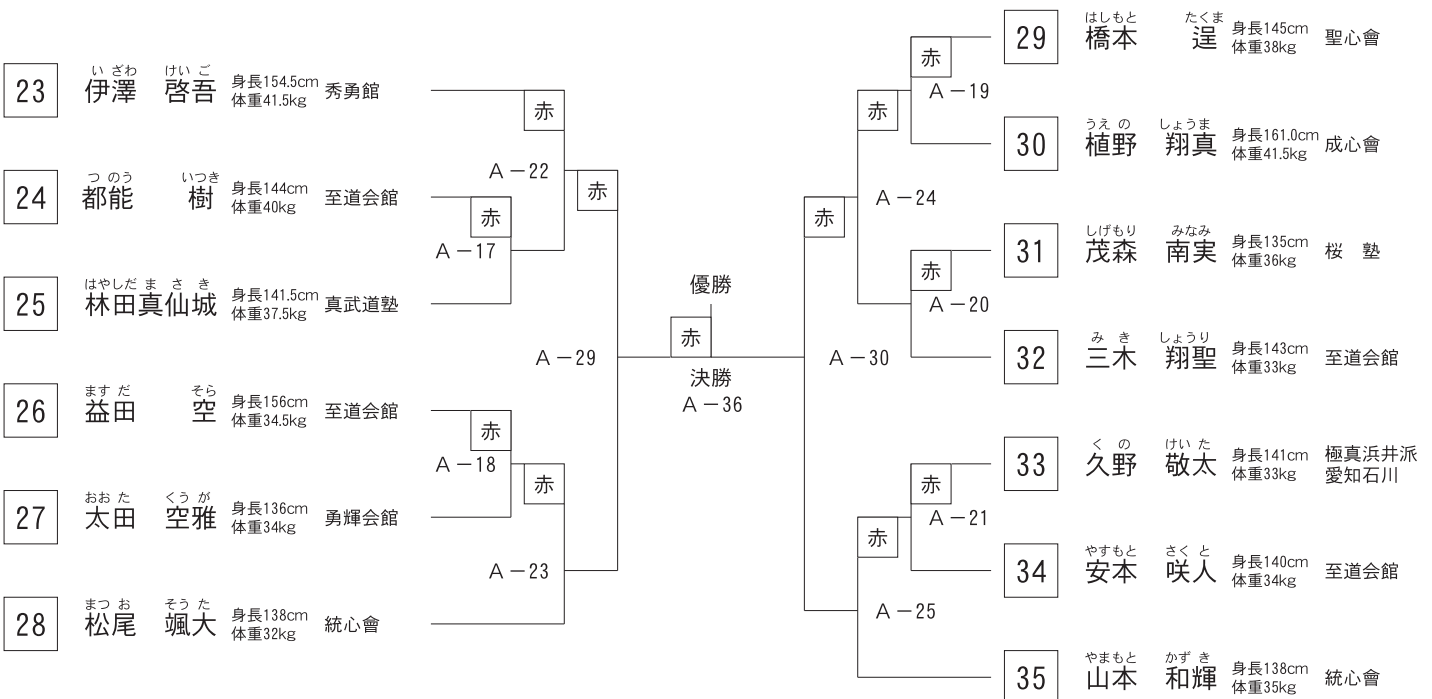 い ざわ けい ご
23 伊澤 啓吾 身長154.5cm 体重41.5kg 秀勇館
つ のう いつき
24 都能 樹 身長144cm 体重40kg 至道会館
はやしだ ま さ き
25 林田真仙城 身長141.5cm 体重37.5kg 真武道塾
ます だ そら
26 益田 空 身長156cm 体重34.5kg 至道会館
おお た くう が
27 太田 空雅 身長136cm 体重34kg 勇輝会館
まつ お そう た
28 松尾 颯大 身長138cm 体重32kg 統心會
赤
A－22
赤
赤
A－17
A－29
赤
A－18
赤
A－23
優勝
赤
決勝
A－36
赤
A－19
赤
A－24
赤
赤
A－20
A－30
赤
A－21
赤
A－25
はしもと たくま
29 橋本 逞 身長145cm 体重38kg 聖心會
うえ の しょうま
30 植野 翔真 身長161.0cm 体重41.5kg 成心會
しげもり みなみ
31 茂森 南実 身長135cm 体重36kg 桜 塾
み き しょうり
32 三木 翔聖 身長143cm 体重33kg 至道会館
く の けい た
33 久野 敬太 身長141cm 体重33kg 極真浜井派 愛知石川
やすもと さく と
34 安本 咲人 身長140cm 体重34kg 至道会館
やまもと かず き
35 山本 和輝 身長138cm 体重35kg 統心會